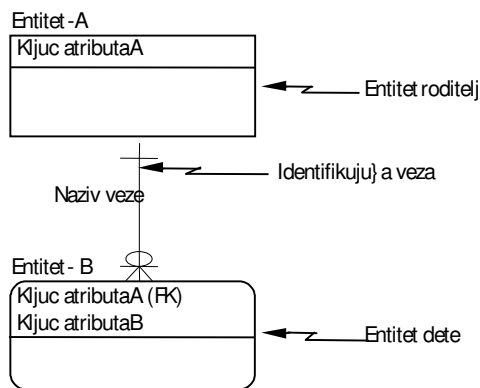 Entitet-A
Kljuc atributaA
Entitet roditelj
Identifikuju} a veza
Naziv veze
Entitet- B
Kljuc atributaA (FK)
Kljuc atributaB
Entitet dete